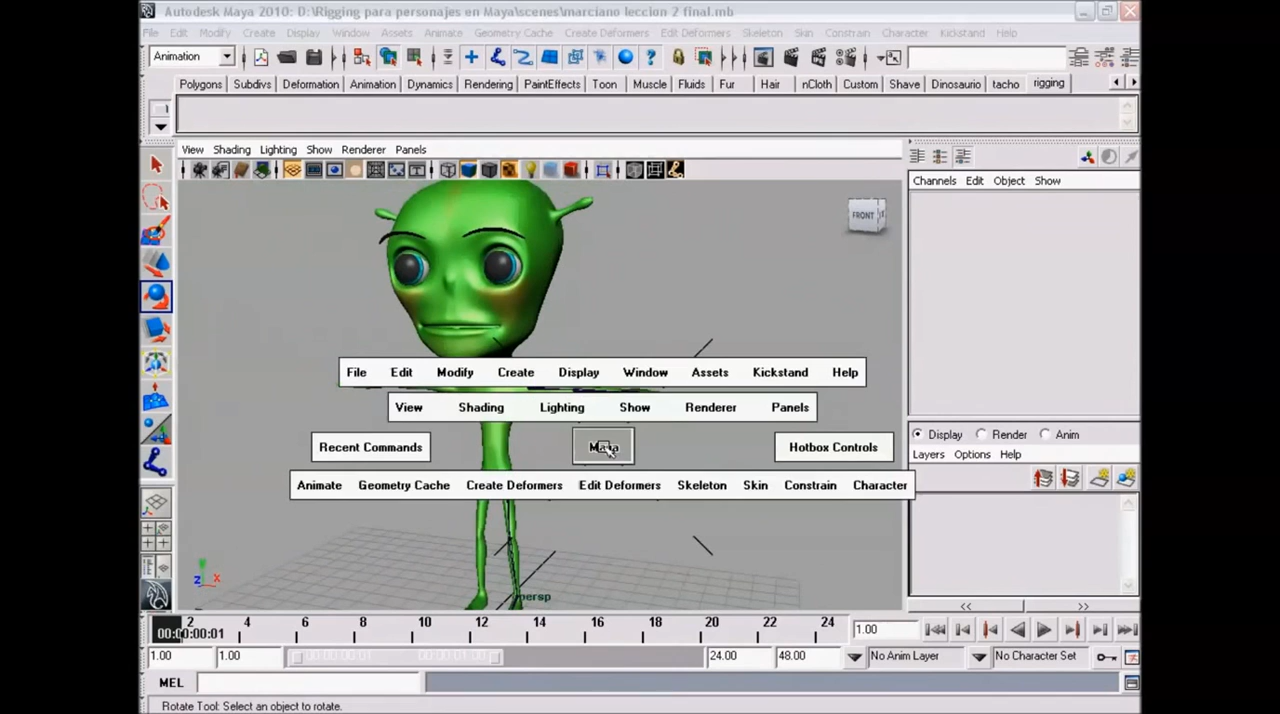 Autodesk Maya 2010: D:\Rigging para personajes en Maya\scenes\marciano leccion 2 final.mb
File Edit Modify Create Display Window Assets Animate Geometry Cache Create Deformers Edit Deformers Skeleton Skin Constrain Character Kickstand Help
Animation
Polygons Subdivs Deformation Animation Dynamics Rendering PaintEffects Toon Muscle Fluids Fur Hair nCloth Custom Shave Dinosaurio tacho rigging
View Shading Lighting Show Renderer Panels
Channels Edit Object Show
FRONT
File Edit Modify Create Display Window Assets Kickstand Help
View Shading Lighting Show Renderer Panels
Recent Commands Maya Hotbox Controls
Animate Geometry Cache Create Deformers Edit Deformers Skeleton Skin Constrain Character
Display Render Anim
Layers Options Help
Y
Z X
persp
<< >>
2 4 6 8 10 12 14 16 18 20 22 24
00:00:00:01
1.00
1.00 1.00 24.00 48.00 No Anim Layer No Character Set
MEL
Rotate Tool: Select an object to rotate.